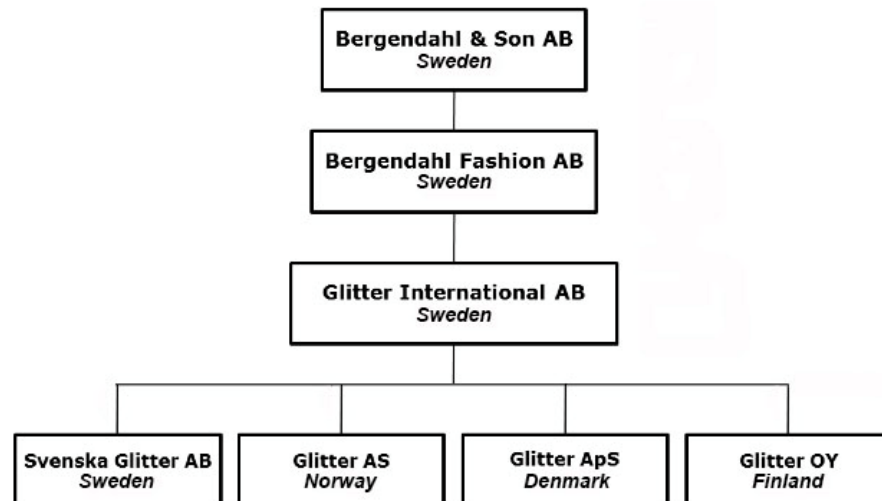 Bergendahl & Son AB
Sweden
Bergendahl Fashion AB
Sweden
Glitter International AB
Sweden
Svenska Glitter AB
Sweden
Glitter AS
Norway
Glitter ApS
Denmark
Glitter OY
Finland